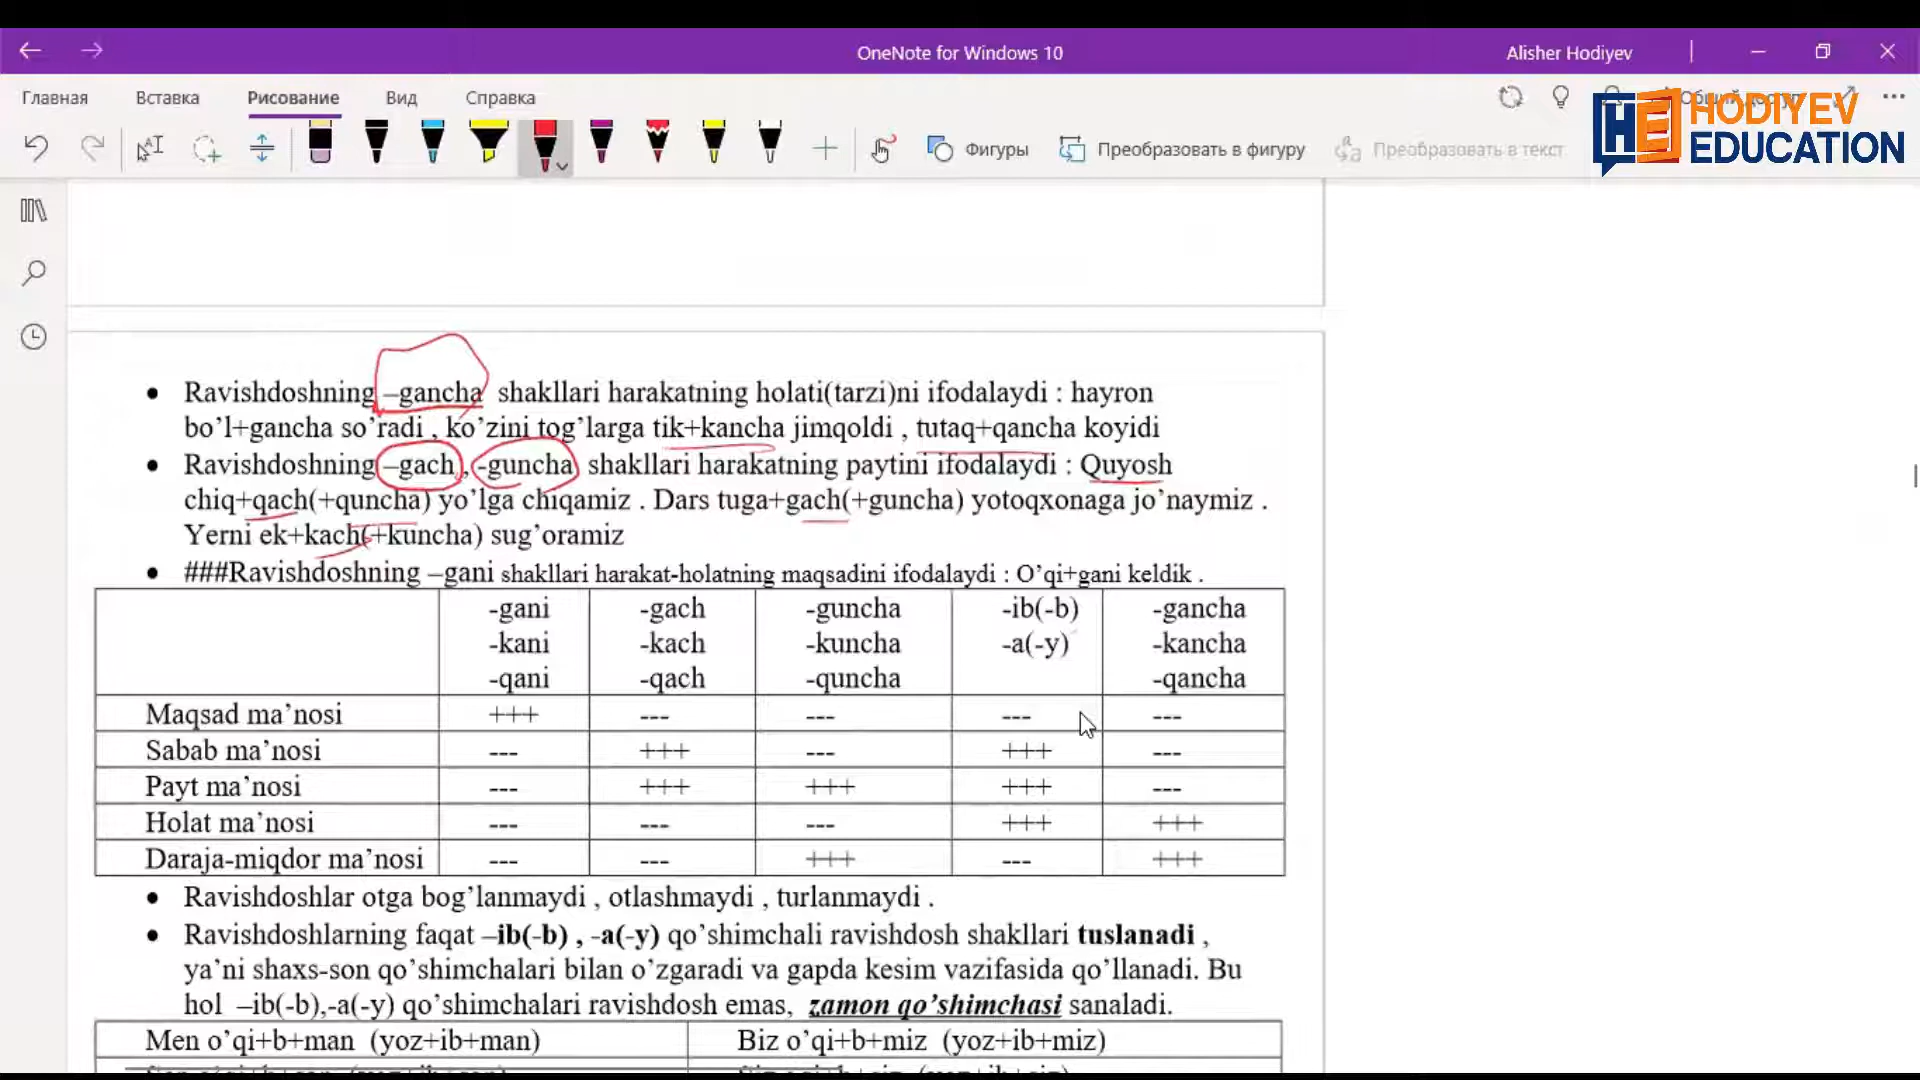 OneNote for Windows 10
Alisher Hodiyev
Главная Вставка Рисование Вид Справка
HODIYEV
EDUCATION
Фигуры Преобразовать в фигуру Преобразовать в текст
• Ravishdoshning –gancha shakllari harakatning holati(tarzi)ni ifodalaydi : hayron
bo’l+gancha so’radi , ko’zini tog’larga tik+kancha jimqoldi , tutaq+qancha koyidi
• Ravishdoshning –gach , -guncha shakllari harakatning paytini ifodalaydi : Quyosh
chiq+qach(+quncha) yo’lga chiqamiz . Dars tuga+gach(+guncha) yotoqxonaga jo’naymiz .
Yerni ek+kach(+kuncha) sug’oramiz
• ###Ravishdoshning –gani shakllari harakat-holatning maqsadini ifodalaydi : O’qi+gani keldik .
-gani -gach -guncha -ib(-b) -gancha
-kani -kach -kuncha -a(-y) -kancha
-qani -qach -quncha -qancha
Maqsad ma’nosi +++ --- --- --- ---
Sabab ma’nosi --- +++ --- +++ ---
Payt ma’nosi --- +++ +++ +++ ---
Holat ma’nosi --- --- --- +++ +++
Daraja-miqdor ma’nosi --- --- +++ --- +++
• Ravishdoshlar otga bog’lanmaydi , otlashmaydi , turlanmaydi .
• Ravishdoshlarning faqat –ib(-b) , -a(-y) qo’shimchali ravishdosh shakllari tuslanadi ,
ya’ni shaxs-son qo’shimchalari bilan o’zgaradi va gapda kesim vazifasida qo’llanadi. Bu
hol –ib(-b),-a(-y) qo’shimchalari ravishdosh emas, zamon qo’shimchasi sanaladi.
Men o’qi+b+man (yoz+ib+man) Biz o’qi+b+miz (yoz+ib+miz)